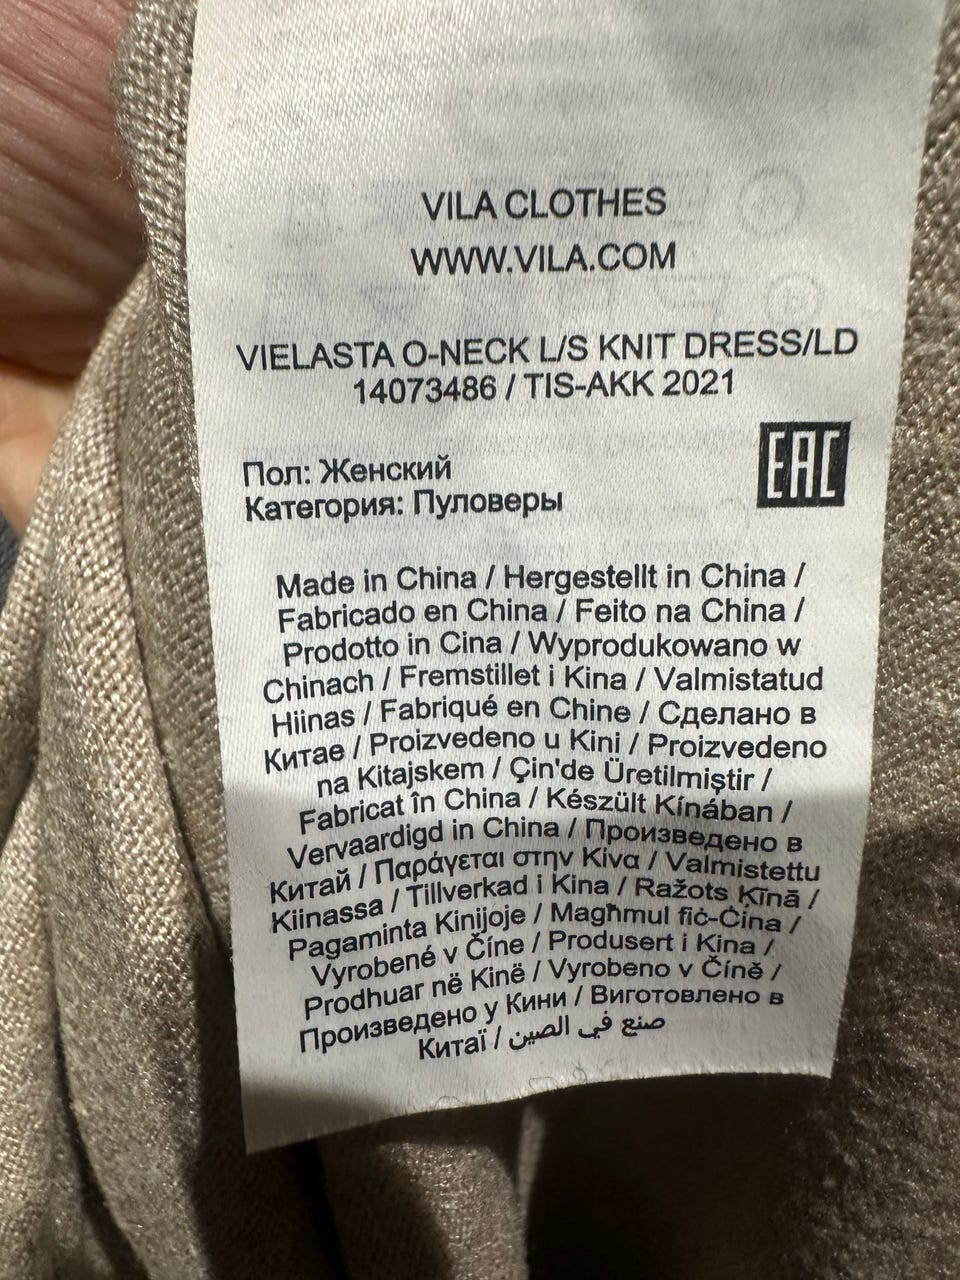 VILA CLOTHES
WWW.VILA.COM
VIELASTA O-NECK L/S KNIT DRESS/LD
14073486 / TIS-AKK 2021
EAC
Пол: Женский
Категория: Пуловеры
Made in China / Hergestellt in China /
Fabricado en China / Feito na China /
Prodotto in Cina / Wyprodukowano w
Chinach / Fremstillet i Kina / Valmistatud
Hiinas / Fabriqué en Chine / Сделано в
Китае / Proizvedeno u Kini / Proizvedeno
na Kitajskem / Çin'de Üretilmiştir /
Fabricat în China / Készült Kínában /
Vervaardigd in China / Произведено в
Китай / Παράγεται στην Κίνα / Valmistettu
Kiinassa / Tillverkad i Kina / Ražots Ķīnā /
Pagaminta Kinijoje / Magħmul fiċ-Ċina /
Vyrobené v Číne / Produsert i Kina /
Prodhuar në Kinë / Vyrobeno v Číně /
Произведено у Кини / Виготовлено в
Китаї / صنع في الصين